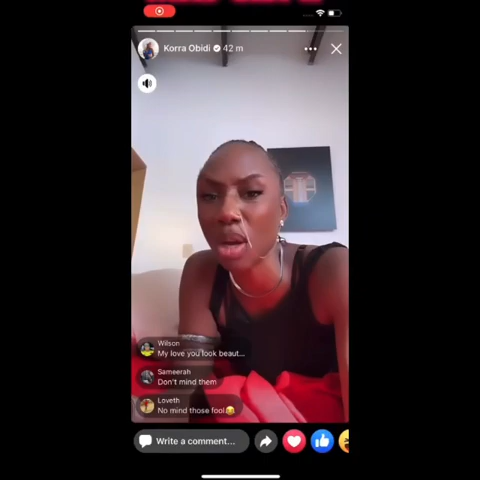 Korra Obidi 42 m
Wilson
My love you look beaut...
Sameerah
Don't mind them
Loveth
No mind those fool😂
Write a comment...